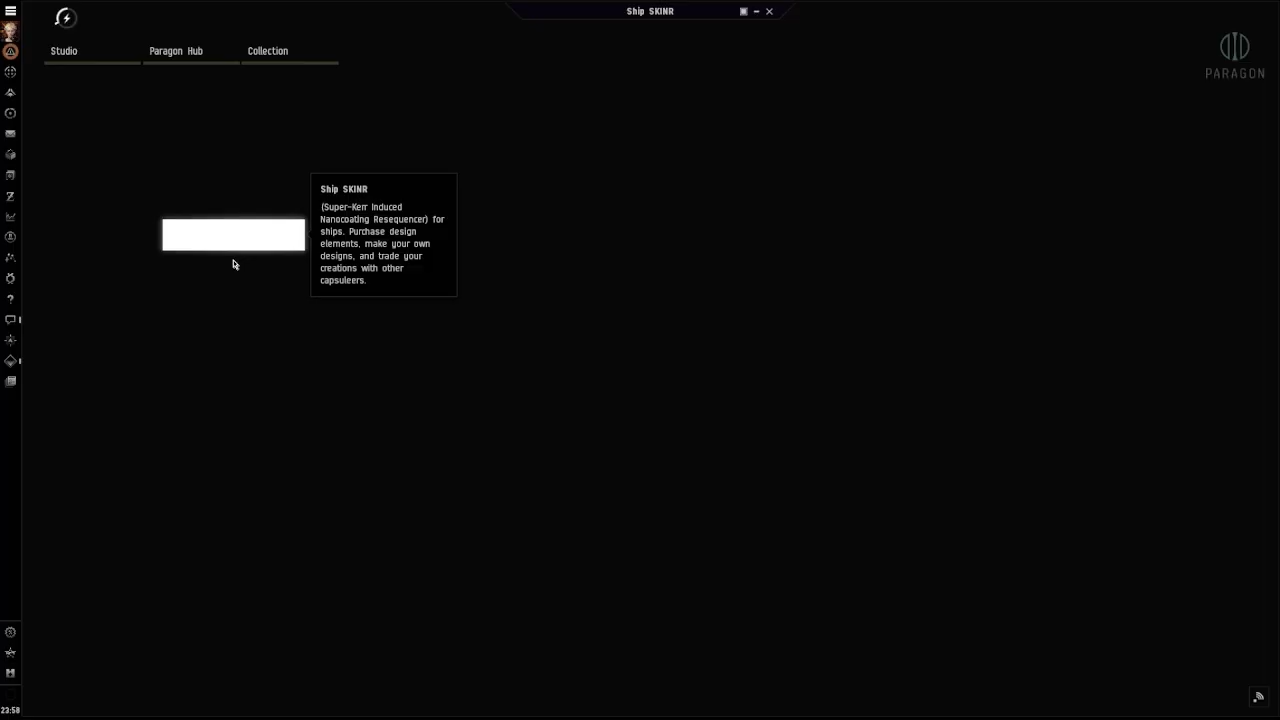 Ship SKINR
Studio
Paragon Hub
Collection
PARAGON
Ship SKINR
(Super-Kerr Induced
Nanocoating Resequencer) for
ships. Purchase design
elements, make your own
designs, and trade your
creations with other
capsuleers.
23:58